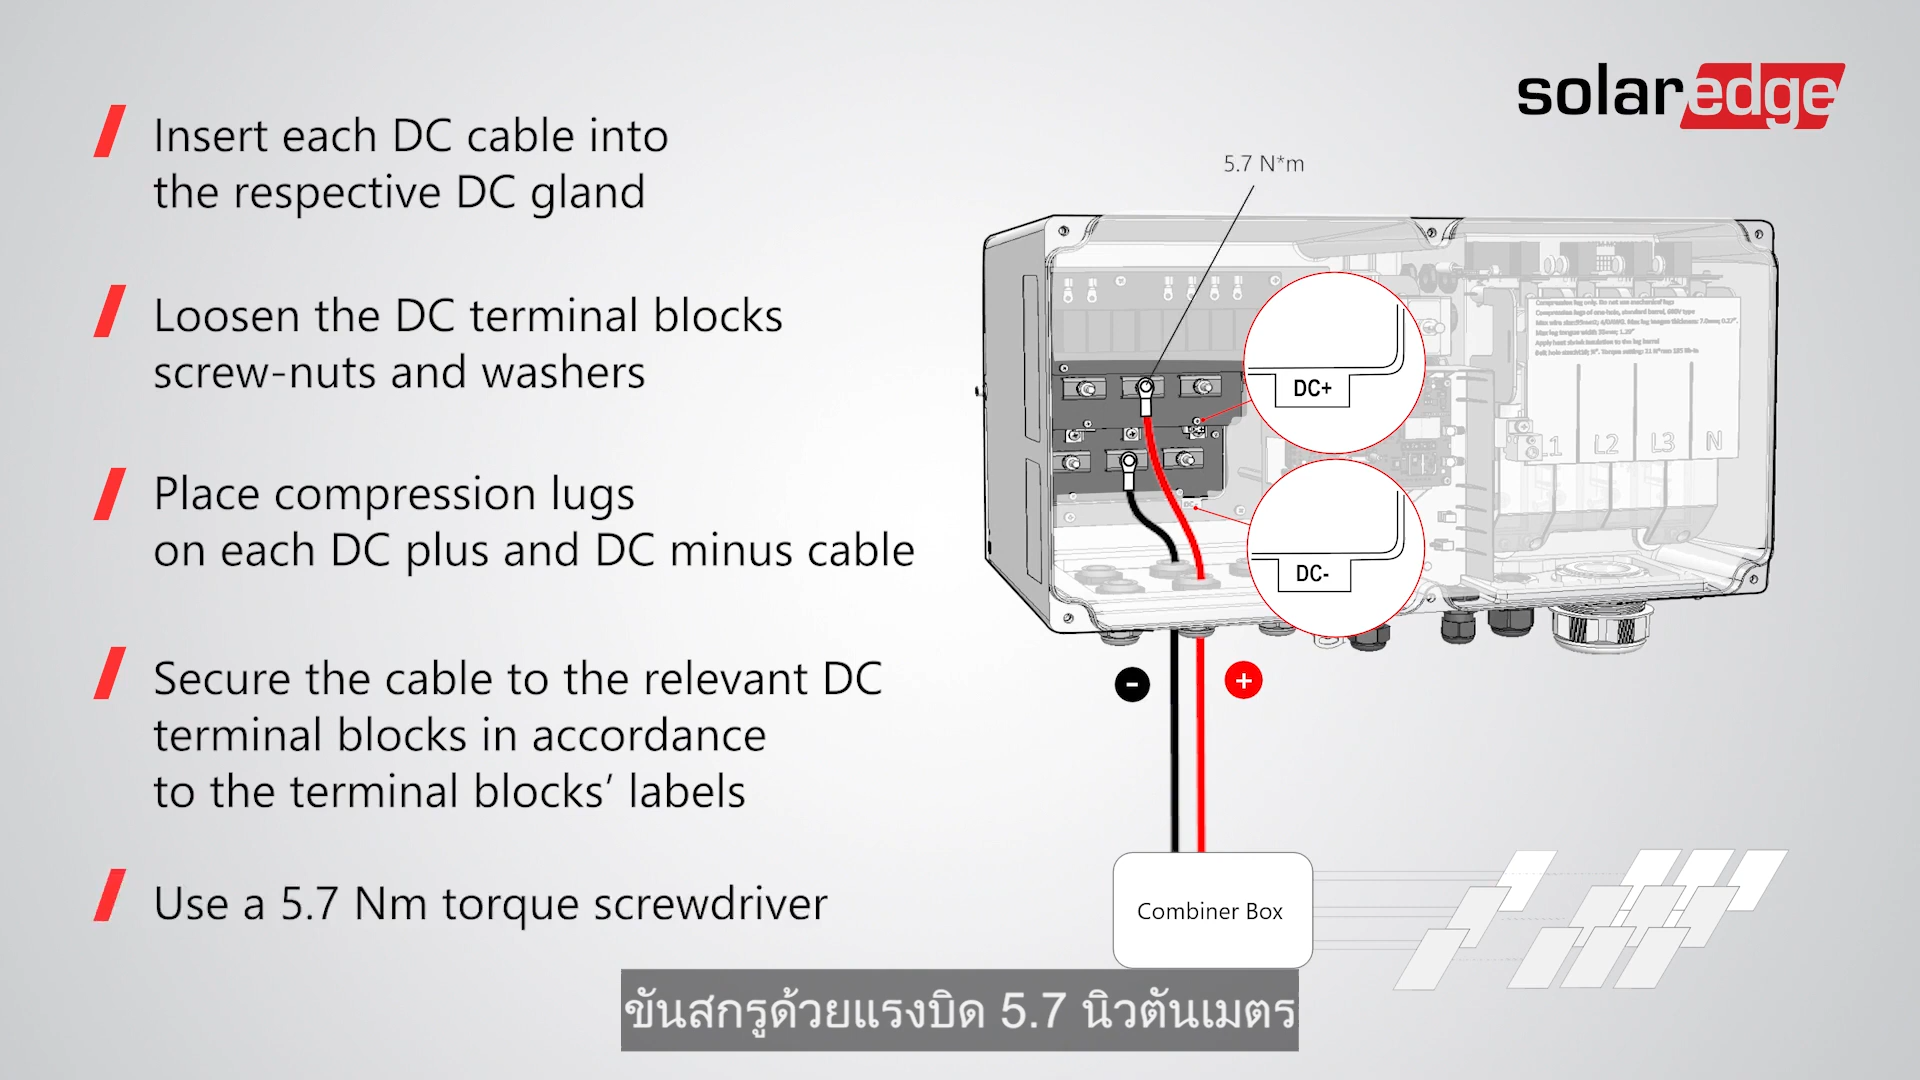 solaredge
Insert each DC cable into
the respective DC gland
Loosen the DC terminal blocks
screw-nuts and washers
Place compression lugs
on each DC plus and DC minus cable
Secure the cable to the relevant DC
terminal blocks in accordance
to the terminal blocks’ labels
Use a 5.7 Nm torque screwdriver
5.7 N*m
DC+
DC-
L1
L2
L3
N
-
+
Combiner Box
ขันสกรูด้วยแรงบิด 5.7 นิวตันเมตร